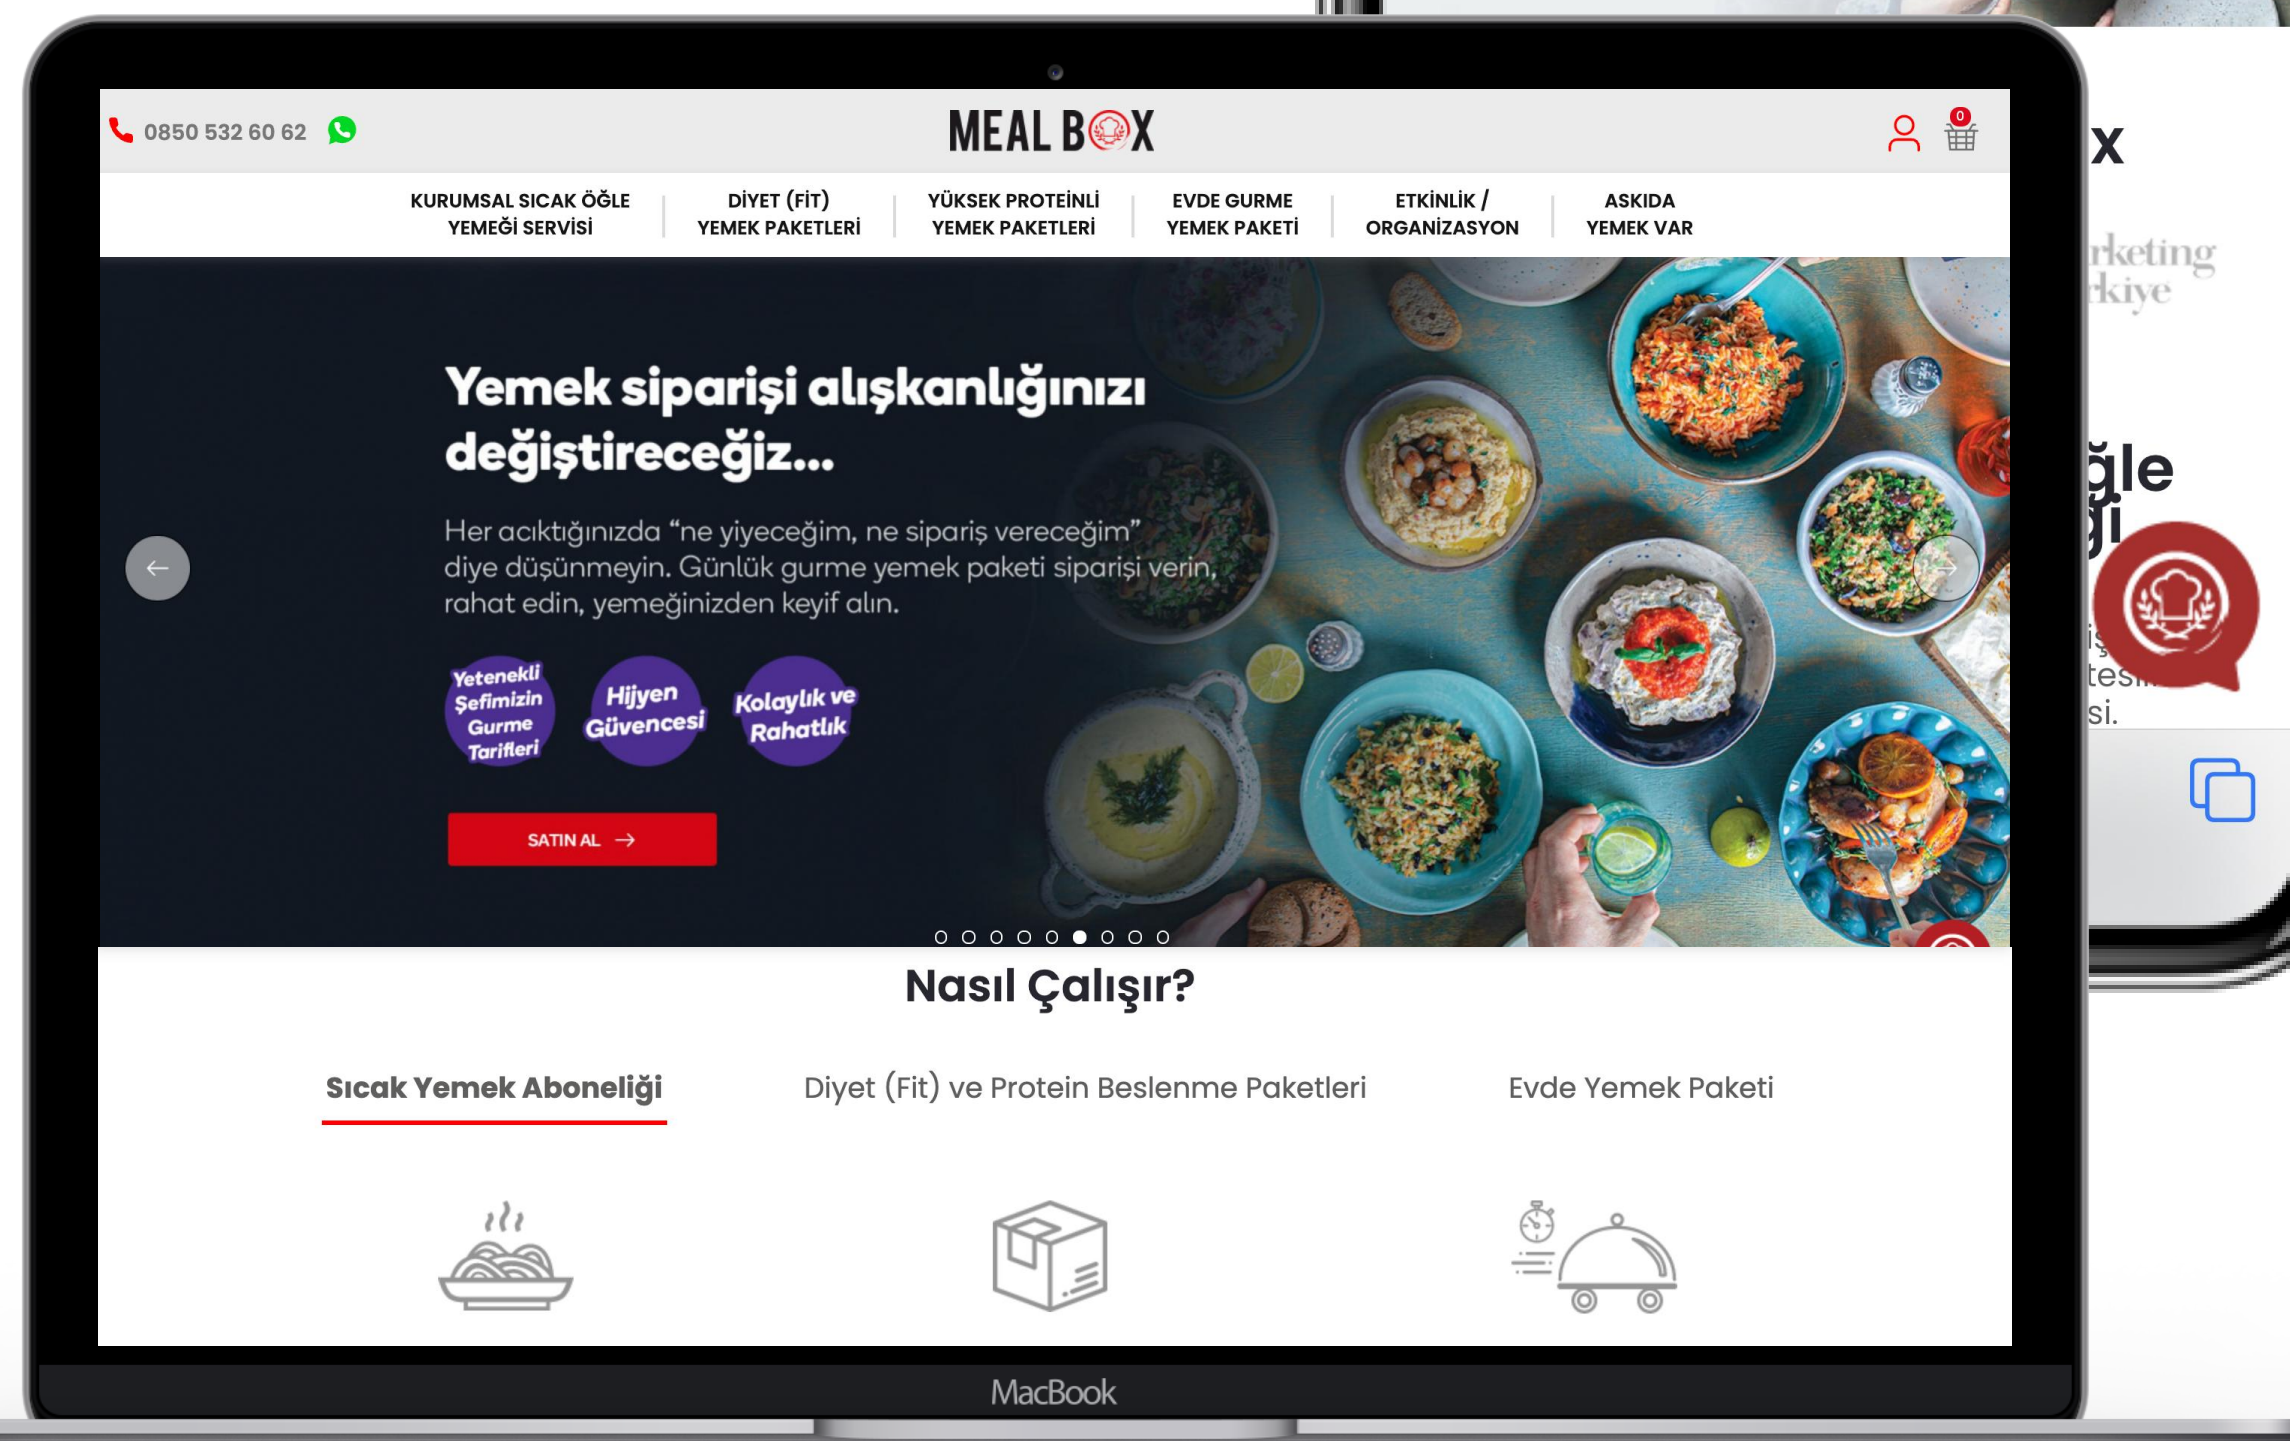 0850 532 60 62
MEAL BOX
0
KURUMSAL SICAK ÖĞLE
YEMEĞİ SERVİSİ
DİYET (FİT)
YEMEK PAKETLERİ
YÜKSEK PROTEİNLİ
YEMEK PAKETLERİ
EVDE GURME
YEMEK PAKETİ
ETKİNLİK /
ORGANİZASYON
ASKIDA
YEMEK VAR
Yemek siparişi alışkanlığınızı
değiştireceğiz...
Her acıktığınızda “ne yiyeceğim, ne sipariş vereceğim”
diye düşünmeyin. Günlük gurme yemek paketi siparişi verin,
rahat edin, yemeğinizden keyif alın.
Yetenekli
Şefimizin
Gurme
Tarifleri
Hijyen
Güvencesi
Kolaylık ve
Rahatlık
SATIN AL →
Nasıl Çalışır?
Sıcak Yemek Aboneliği
Diyet (Fit) ve Protein Beslenme Paketleri
Evde Yemek Paketi
MacBook
x
rketing
rkiye
ğle
ği
si.